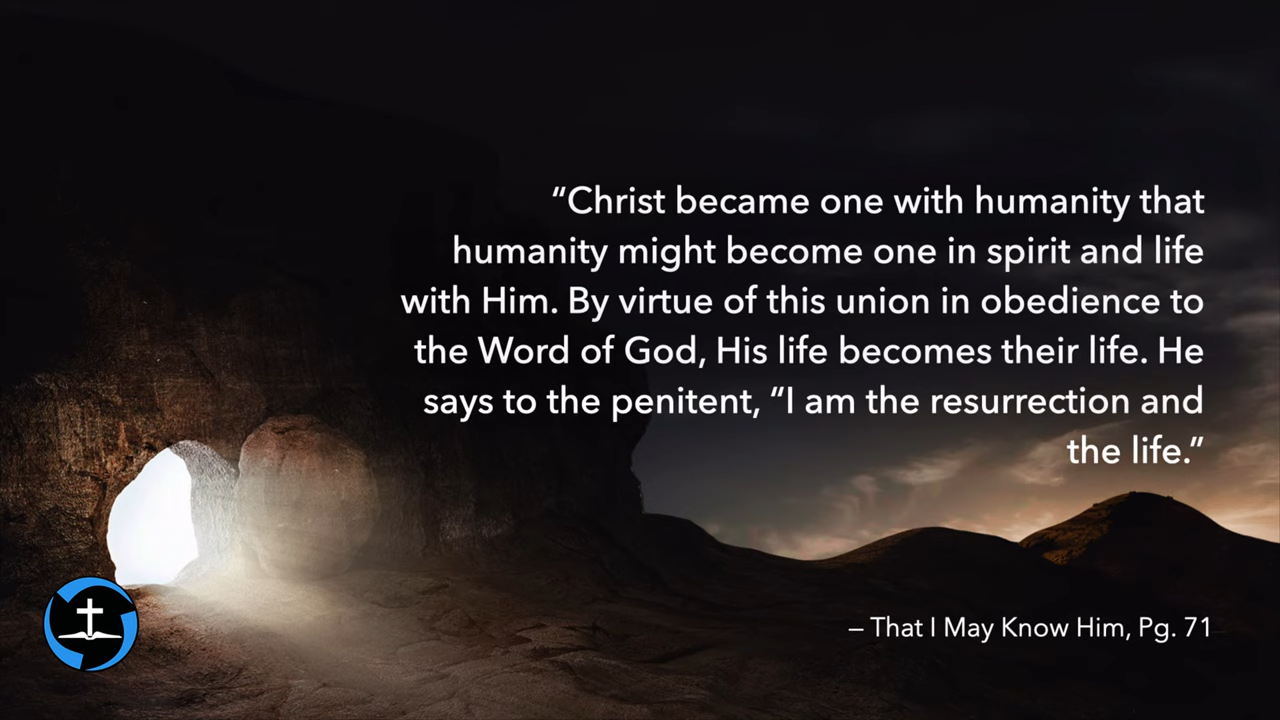 “Christ became one with humanity that
humanity might become one in spirit and life
with Him. By virtue of this union in obedience to
the Word of God, His life becomes their life. He
says to the penitent, “I am the resurrection and
the life.”
– That I May Know Him, Pg. 71